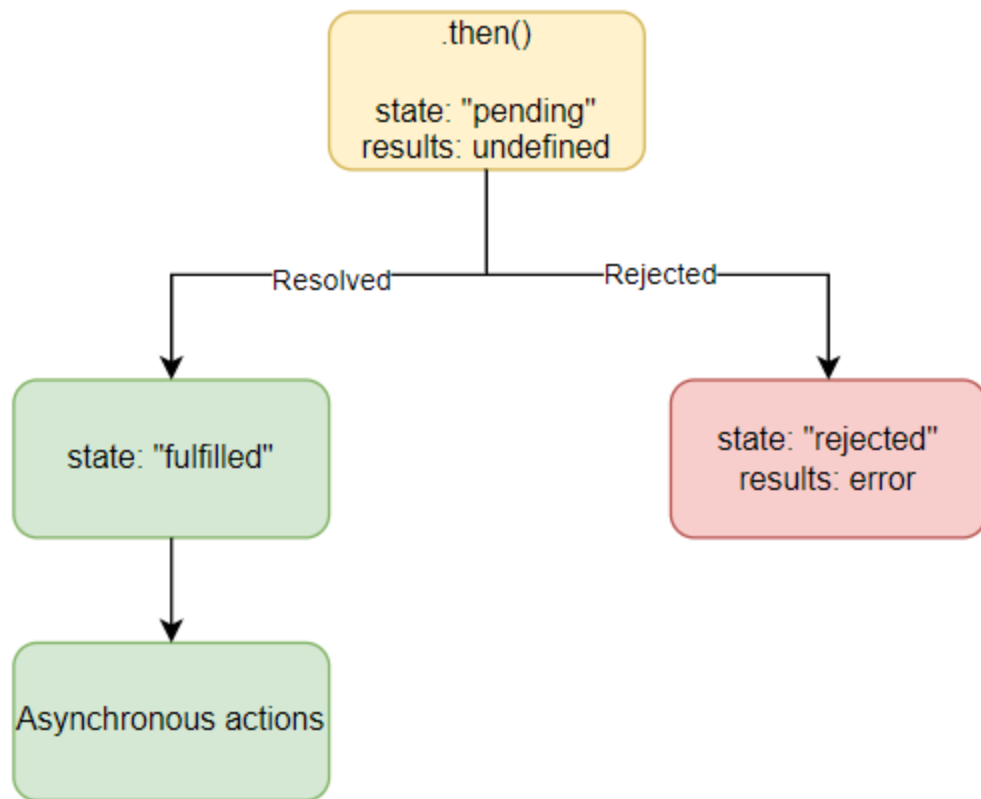 .then()
state: "pending"
results: undefined
Resolved
Rejected
state: "fulfilled"
state: "rejected"
results: error
Asynchronous actions